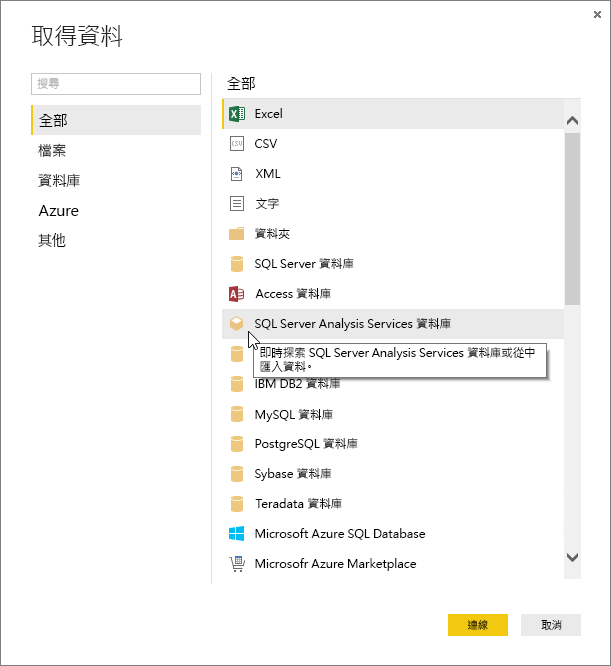 取得資料
搜尋
全部
檔案
資料庫
Azure
其他
全部
Excel
CSV
XML
文字
資料夾
SQL Server 資料庫
Access 資料庫
SQL Server Analysis Services 資料庫
即時探索 SQL Server Analysis Services 資料庫或從中
匯入資料。
IBM DB2 資料庫
MySQL 資料庫
PostgreSQL 資料庫
Sybase 資料庫
Teradata 資料庫
Microsoft Azure SQL Database
Microsofr Azure Marketplace
連線
取消